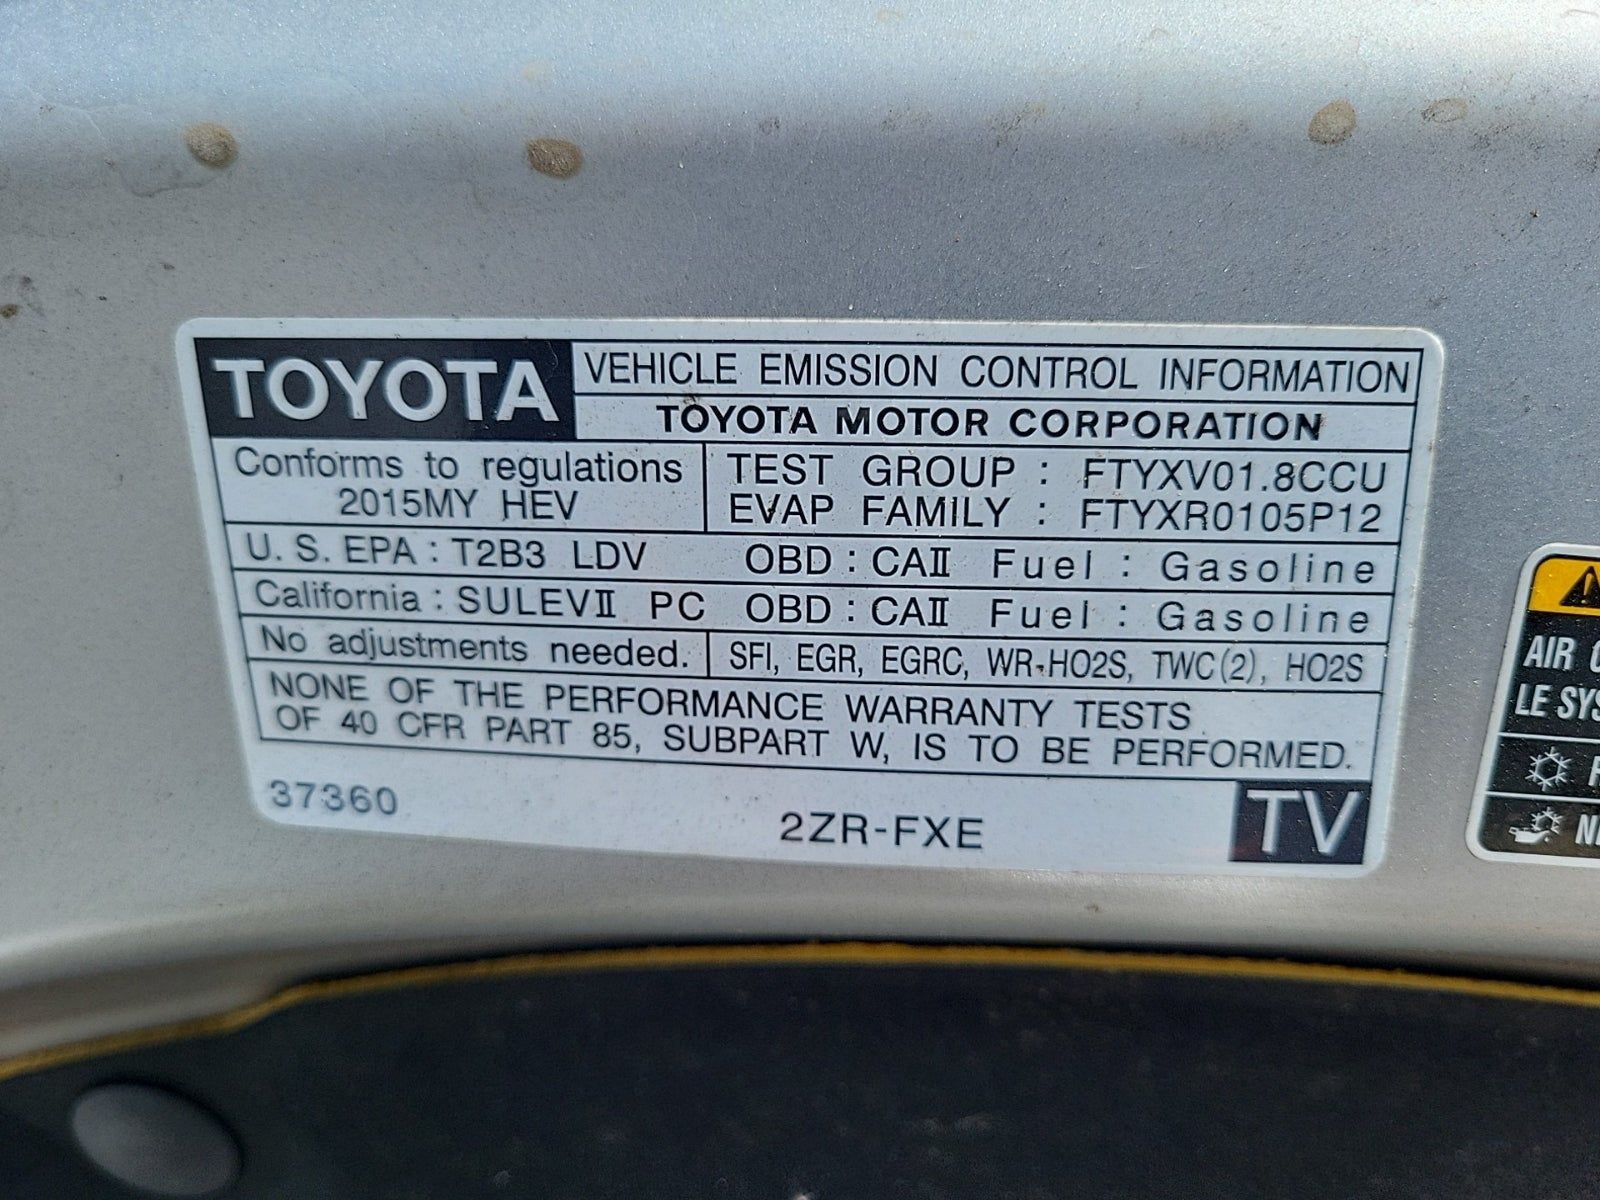 TOYOTA VEHICLE EMISSION CONTROL INFORMATION
TOYOTA MOTOR CORPORATION
Conforms to regulations
2015MY HEV
TEST GROUP : FTYXV01.8CCU
EVAP FAMILY : FTYXR0105P12
U. S. EPA : T2B3 LDV OBD : CAII Fuel : Gasoline
California : SULEVII PC OBD : CAII Fuel : Gasoline
No adjustments needed. SFI, EGR, EGRC, WR-HO2S, TWC(2), HO2S
NONE OF THE PERFORMANCE WARRANTY TESTS
OF 40 CFR PART 85, SUBPART W, IS TO BE PERFORMED.
37360 2ZR-FXE TV
AIR
LE SYS